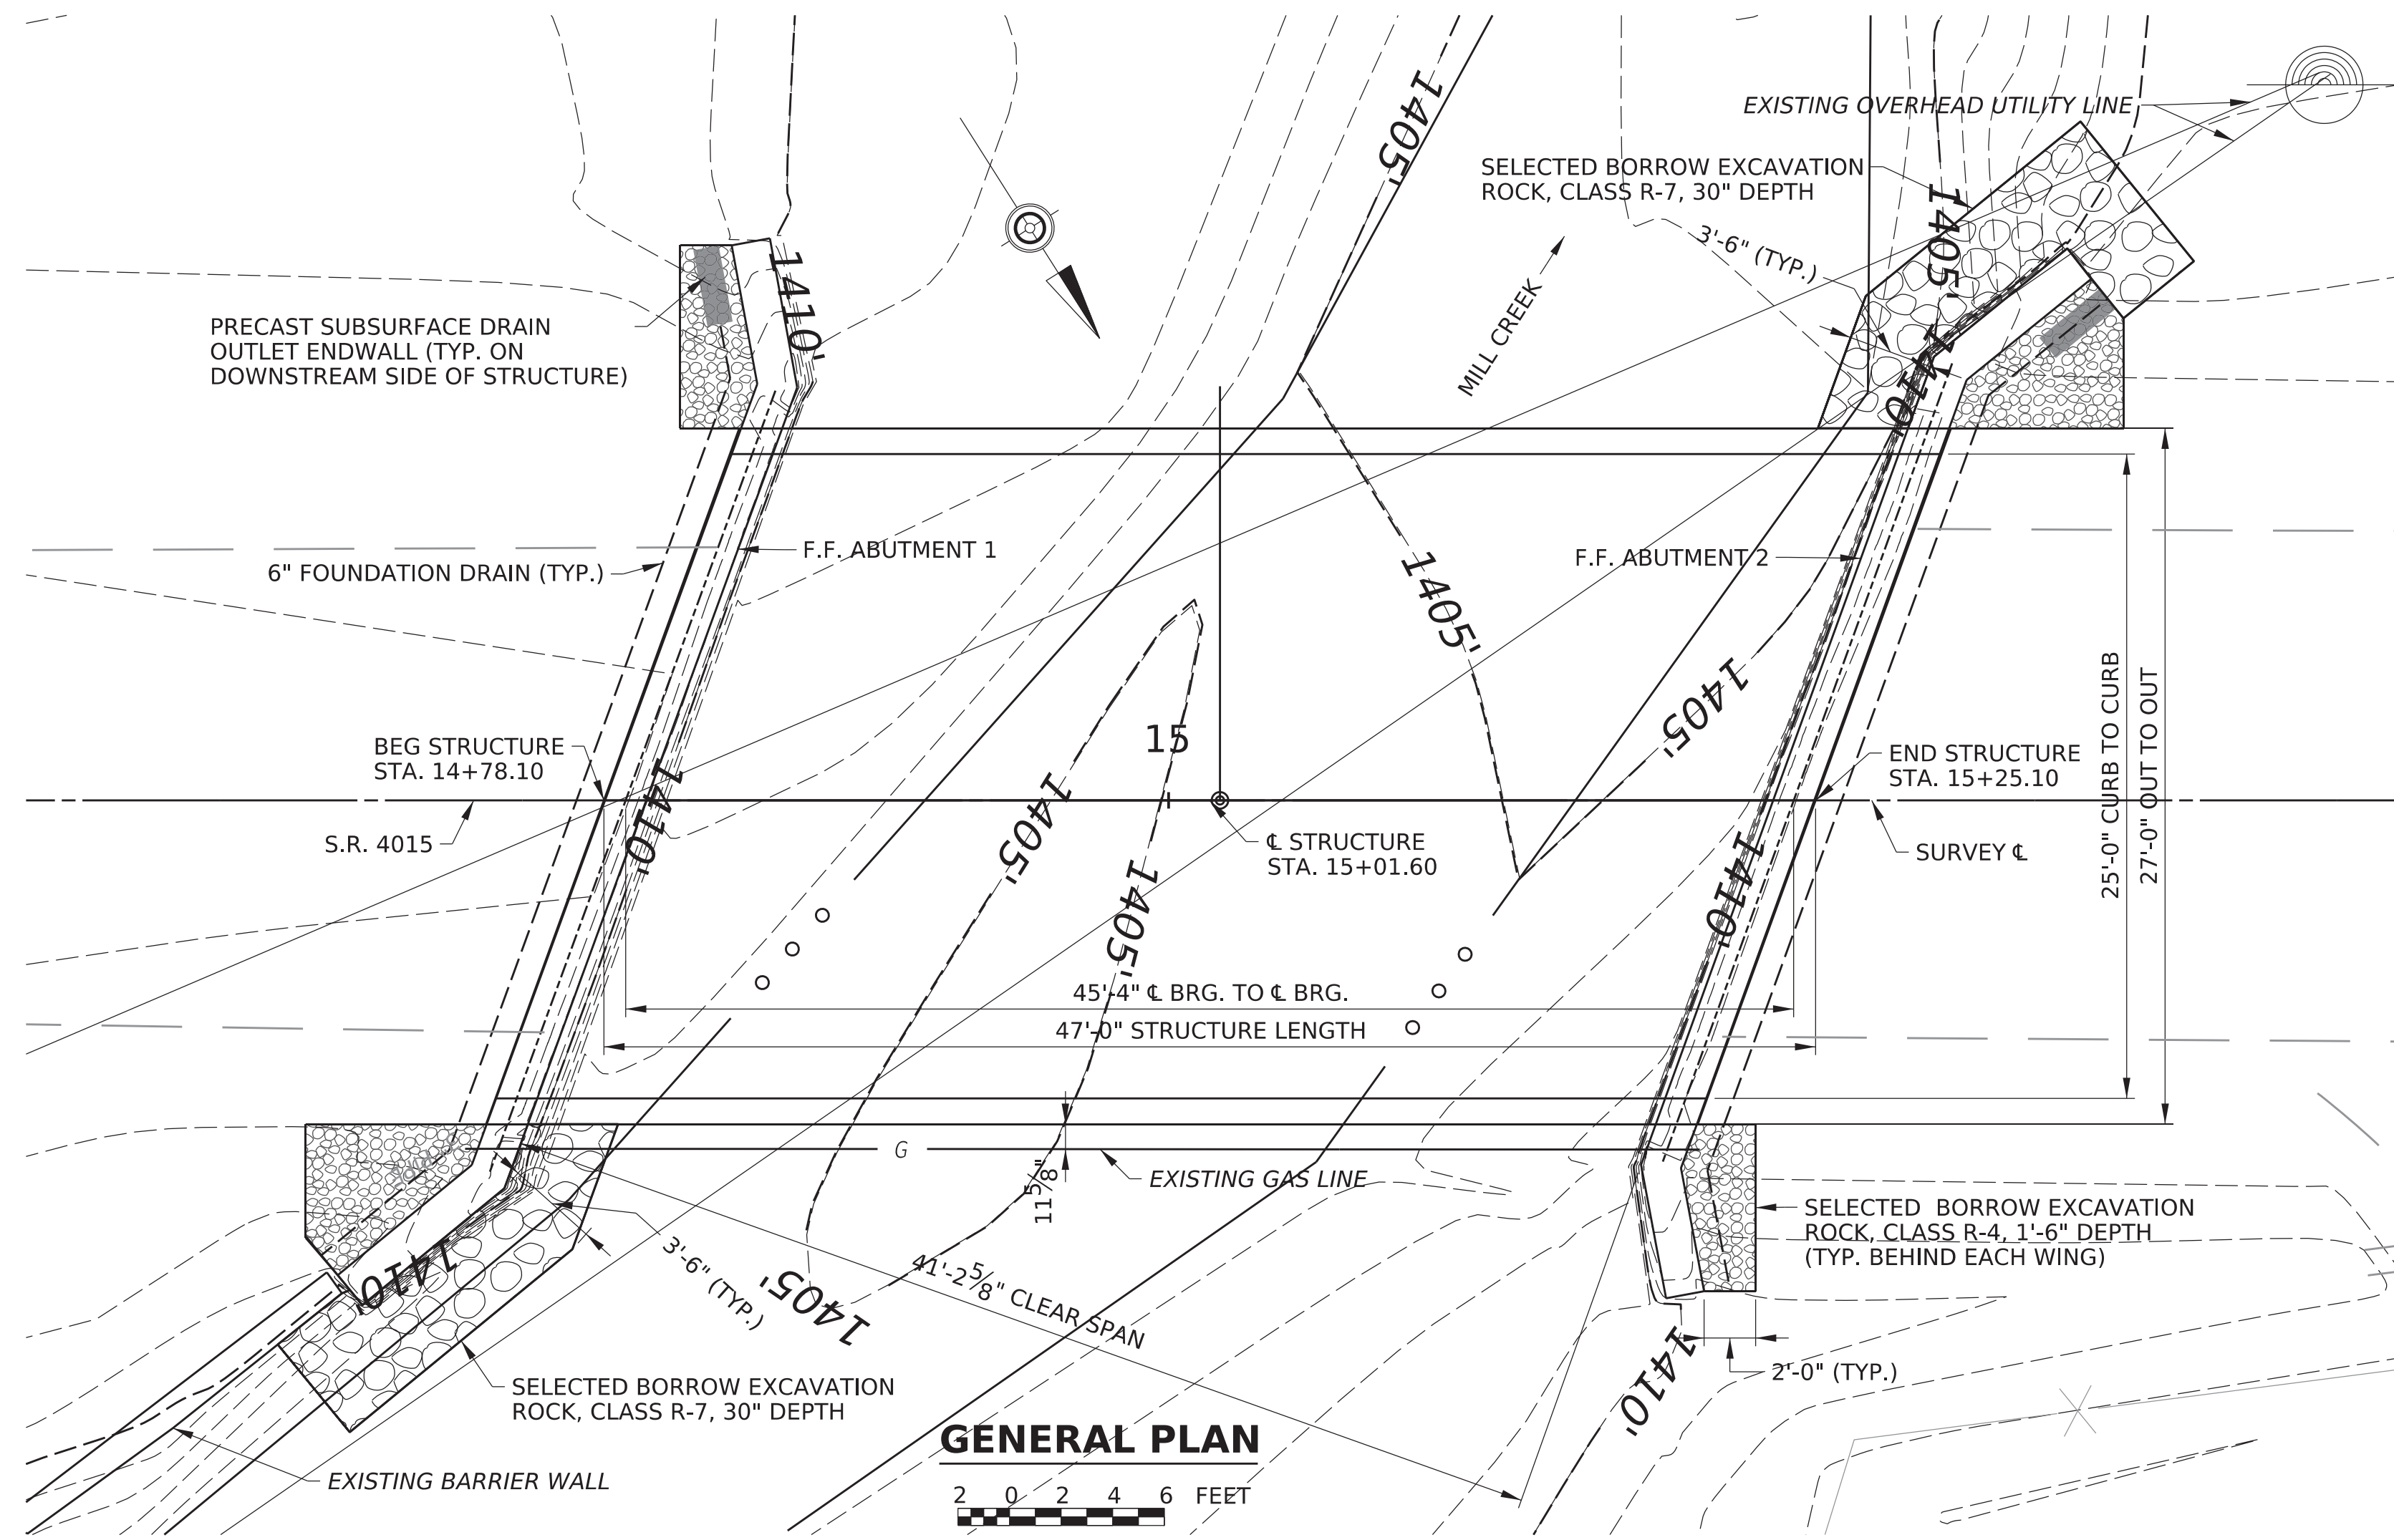 1405'
EXISTING OVERHEAD UTILITY LINE
SELECTED BORROW EXCAVATION
ROCK, CLASS R-7, 30" DEPTH
1405'
3'-6" (TYP.)
1410'
MILL CREEK
PRECAST SUBSURFACE DRAIN
OUTLET ENDWALL (TYP. ON
DOWNSTREAM SIDE OF STRUCTURE)
1410'
F.F. ABUTMENT 1
F.F. ABUTMENT 2
6" FOUNDATION DRAIN (TYP.)
1405'
1405'
25'-0" CURB TO CURB
27'-0" OUT TO OUT
BEG STRUCTURE
STA. 14+78.10
15
END STRUCTURE
STA. 15+25.10
1410'
1405'
S.R. 4015
℄ STRUCTURE
STA. 15+01.60
SURVEY ℄
1405'
1410'
45'-4" ℄ BRG. TO ℄ BRG.
47'-0" STRUCTURE LENGTH
G
EXISTING GAS LINE
11⅝"
SELECTED BORROW EXCAVATION
ROCK, CLASS R-4, 1'-6" DEPTH
(TYP. BEHIND EACH WING)
1410'
3'-6" (TYP.)
1405'
41'-2⅝" CLEAR SPAN
1410'
2'-0" (TYP.)
SELECTED BORROW EXCAVATION
ROCK, CLASS R-7, 30" DEPTH
EXISTING BARRIER WALL
GENERAL PLAN
2 0 2 4 6 FEET